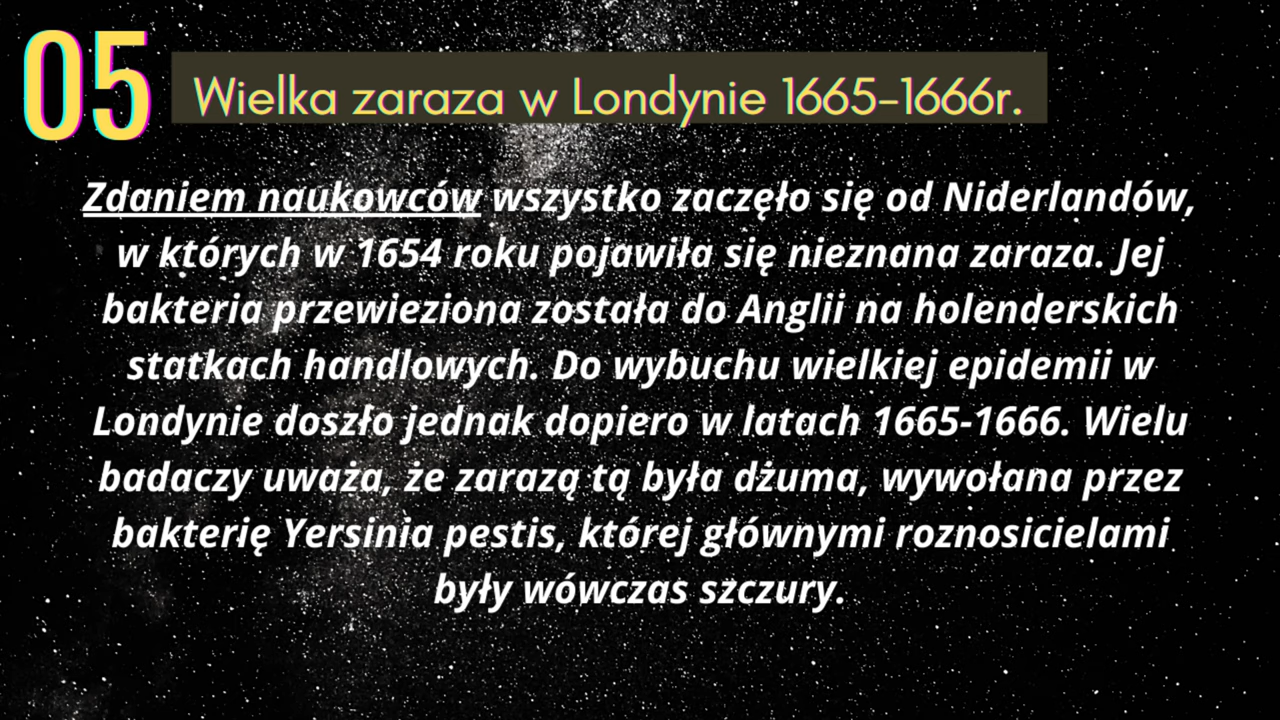 05
Wielka zaraza w Londynie 1665-1666r.
Zdaniem naukowców wszystko zaczęło się od Niderlandów,
w których w 1654 roku pojawiła się nieznana zaraza. Jej
bakteria przewieziona została do Anglii na holenderskich
statkach handlowych. Do wybuchu wielkiej epidemii w
Londynie doszło jednak dopiero w latach 1665-1666. Wielu
badaczy uważa, że zarazą tą była dżuma, wywołana przez
bakterię Yersinia pestis, której głównymi roznosicielami
były wówczas szczury.